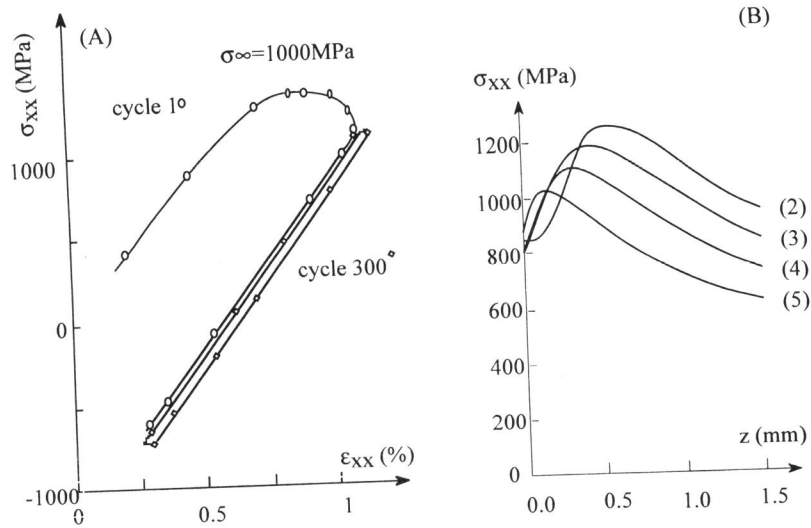 (A)
σ∞=1000MPa
cycle 1º
σxx (MPa)
1000
0
-1000
cycle 300°
εxx (%)
0
0.5
1
(B)
σxx (MPa)
1200
1000
800
600
400
200
0
(2)
(3)
(4)
(5)
z (mm)
0.0
0.5
1.0
1.5